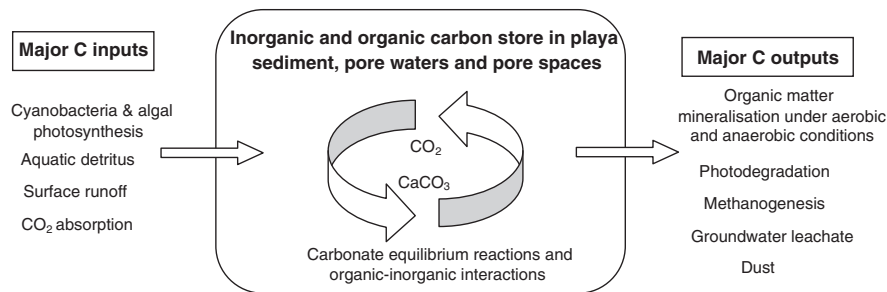 Major C inputs
Cyanobacteria & algal
photosynthesis
Aquatic detritus
Surface runoff
CO₂ absorption
Inorganic and organic carbon store in playa
sediment, pore waters and pore spaces
CO₂
CaCO₃
Carbonate equilibrium reactions and
organic-inorganic interactions
Major C outputs
Organic matter
mineralisation under aerobic
and anaerobic conditions
Photodegradation
Methanogenesis
Groundwater leachate
Dust